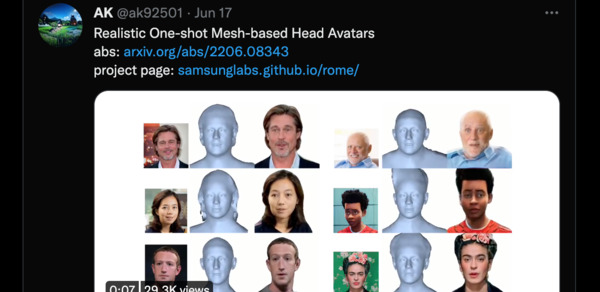 AK @ak92501 · Jun 17
Realistic One-shot Mesh-based Head Avatars
abs: arxiv.org/abs/2206.08343
project page: samsunglabs.github.io/rome/
0:07 29.3K views